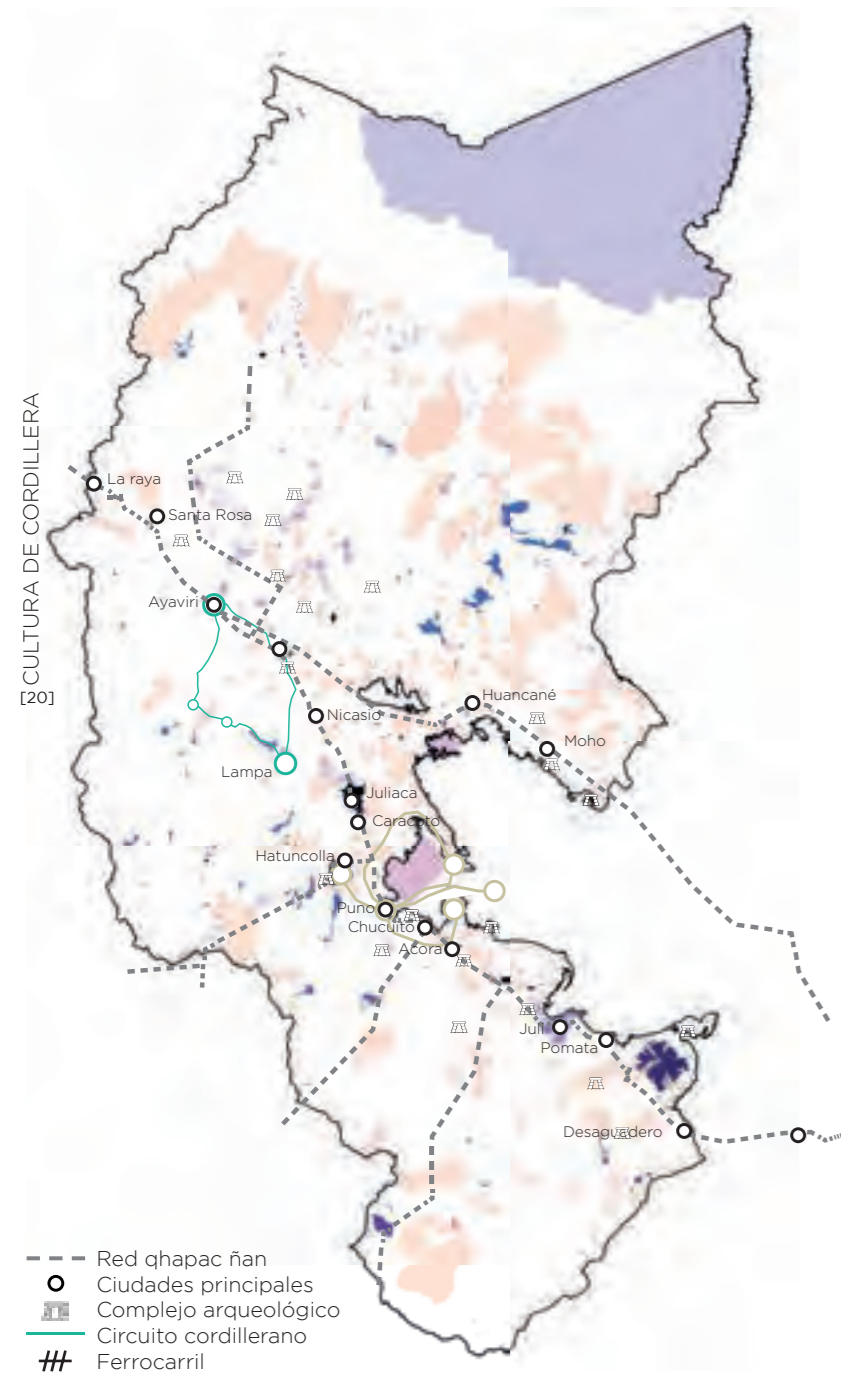 CULTURA DE CORDILLERA
[20]
La raya
Santa Rosa
Ayaviri
Nicasio
Huancané
Moho
Lampa
Juliaca
Caracoto
Hatuncolla
Puno
Chucuito
Acora
Juli
Pomata
Desaguadero
Red qhapac ñan
Ciudades principales
Complejo arqueológico
Circuito cordillerano
Ferrocarril